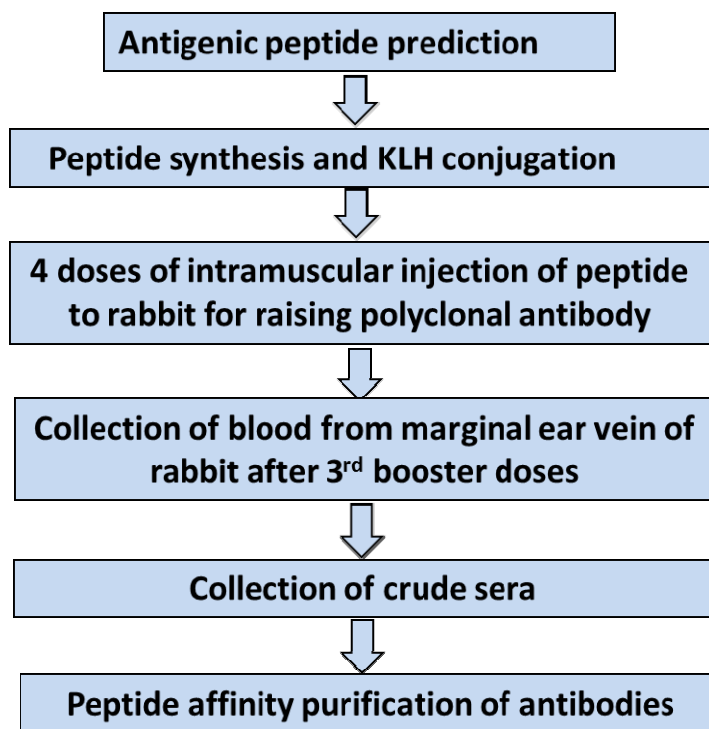 Antigenic peptide prediction
Peptide synthesis and KLH conjugation
4 doses of intramuscular injection of peptide
to rabbit for raising polyclonal antibody
Collection of blood from marginal ear vein of
rabbit after 3rd booster doses
Collection of crude sera
Peptide affinity purification of antibodies